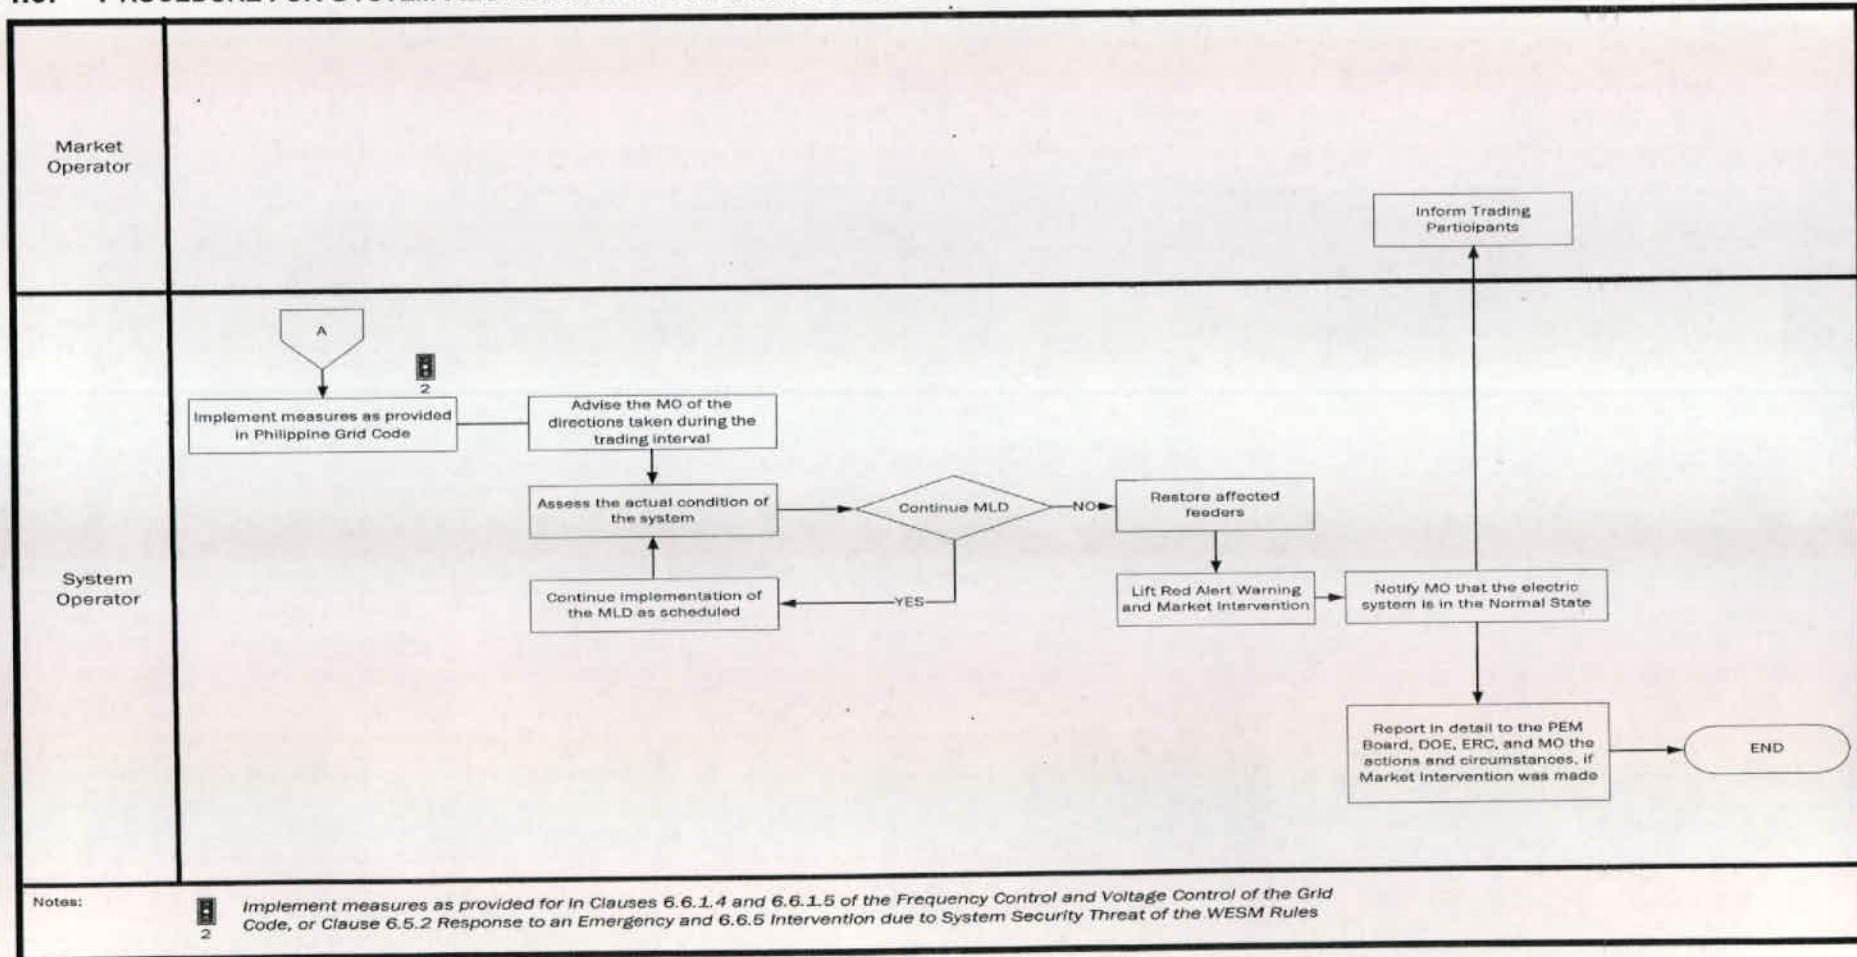 Market
Operator
Inform Trading
Participants
A
2
Implement measures as provided
in Philippine Grid Code
Advise the MO of the
directions taken during the
trading interval
Assess the actual condition of
the system
Continue MLD
NO
Restore affected
feeders
System
Operator
Continue implementation of
the MLD as scheduled
YES
Lift Red Alert Warning
and Market Intervention
Notify MO that the electric
system is in the Normal State
Report in detail to the PEM
Board, DOE, ERC, and MO the
actions and circumstances, if
Market Intervention was made
END
Notes:
2
Implement measures as provided for in Clauses 6.6.1.4 and 6.6.1.5 of the Frequency Control and Voltage Control of the Grid
Code, or Clause 6.5.2 Response to an Emergency and 6.6.5 Intervention due to System Security Threat of the WESM Rules